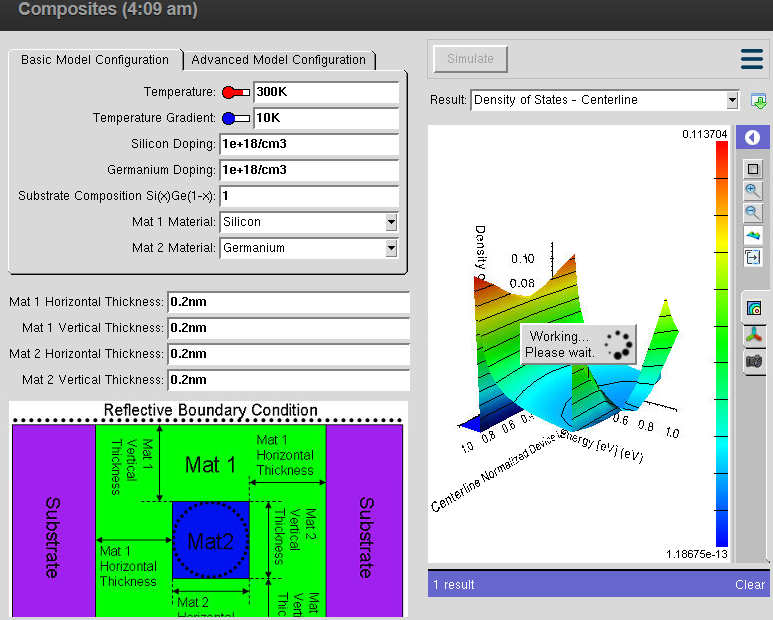 Composites (4:09 am)
Basic Model Configuration
Advanced Model Configuration
Temperature: 300K
Temperature Gradient: 10K
Silicon Doping: 1e+18/cm3
Germanium Doping: 1e+18/cm3
Substrate Composition Si(x)Ge(1-x): 1
Mat 1 Material: Silicon
Mat 2 Material: Germanium
Mat 1 Horizontal Thickness: 0.2nm
Mat 1 Vertical Thickness: 0.2nm
Mat 2 Horizontal Thickness: 0.2nm
Mat 2 Vertical Thickness: 0.2nm
Reflective Boundary Condition
Substrate
Mat 1
Vertical
Thickness
Mat 1
Mat 1
Horizontal
Thickness
Mat2
Mat 2
Vertical
Thickness
Substrate
Mat 1
Horizontal
Thickness
Mat 2
Horizontal
Mat
Simulate
Result: Density of States - Centerline
0.113704
Density
0.10
0.08
Working...
Please wait.
1.0 0.8 0.6
0.6 0.8 1.0
Centerline Normalized Device
Energy [eV] (eV)
1.18675e-13
1 result
Clear